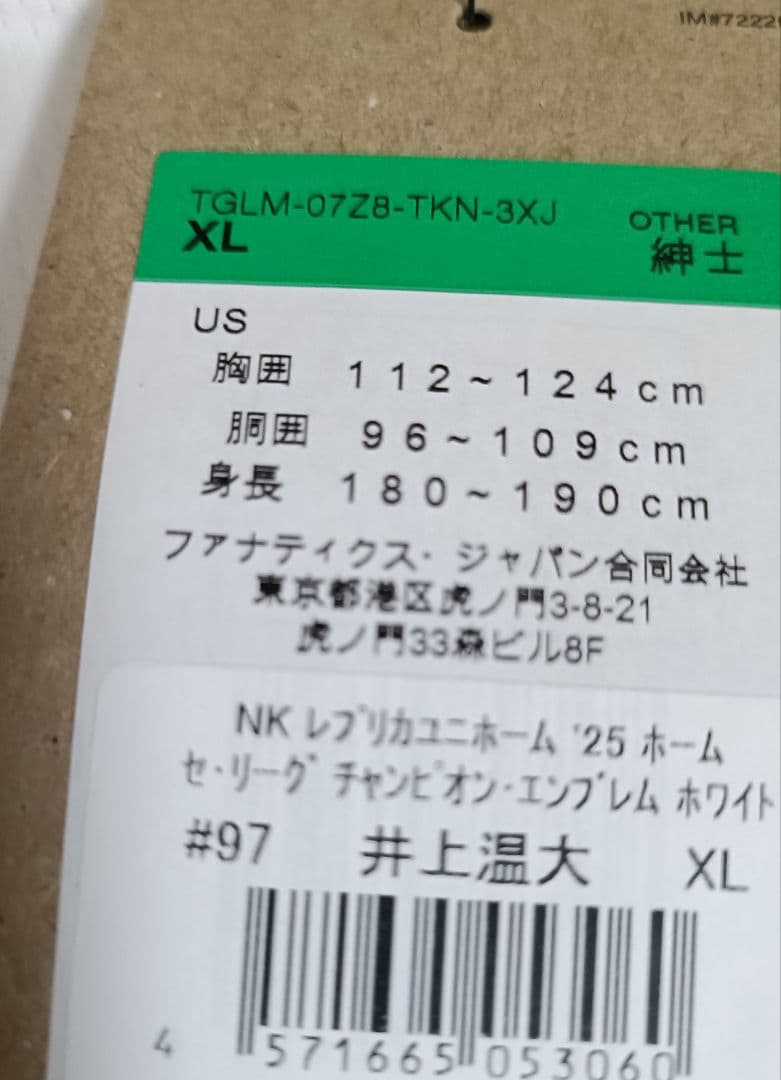 IM#7222
TGLM-07Z8-TKN-3XJ OTHER
XL 紳士
US
胸囲 112~124cm
胴囲 96~109cm
身長 180~190cm
ファナティクス・ジャパン合同会社
東京都港区虎ノ門3-8-21
虎ノ門33森ビル8F
NK レプリカユニホーム '25 ホーム
セ・リーグ チャンピオン・エンブレム ホワイト
#97 井上温大 XL
4 571665 053060